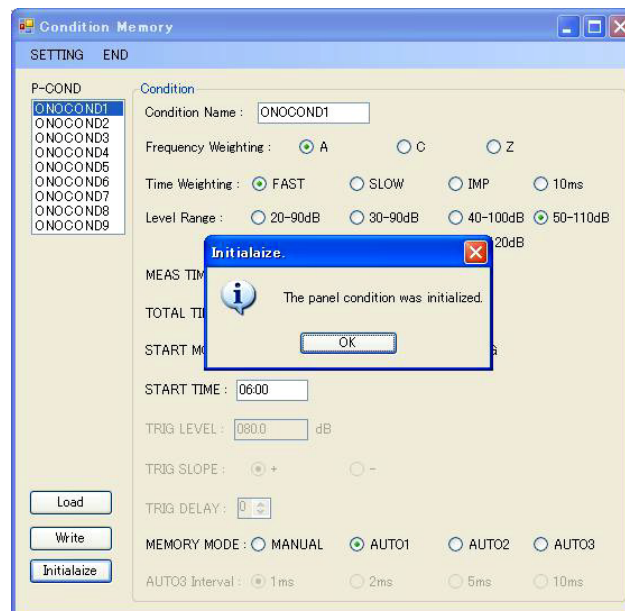 Condition Memory
SETTING END
P-COND
ONOCOND1
ONOCOND2
ONOCOND3
ONOCOND4
ONOCOND5
ONOCOND6
ONOCOND7
ONOCOND8
ONOCOND9
Condition
Condition Name : ONOCOND1
Frequency Weighting : A C Z
Time Weighting : FAST SLOW IMP 10ms
Level Range : 20-90dB 30-90dB 40-100dB 50-110dB
20dB
Initialaize.
The panel condition was initialized.
OK
MEAS TIM
TOTAL TI
START M
START TIME : 06:00
TRIG LEVEL : 080.0 dB
TRIG SLOPE : + -
TRIG DELAY : 0
MEMORY MODE : MANUAL AUTO1 AUTO2 AUTO3
AUTO3 Interval : 1ms 2ms 5ms 10ms
Load
Write
Initialaize